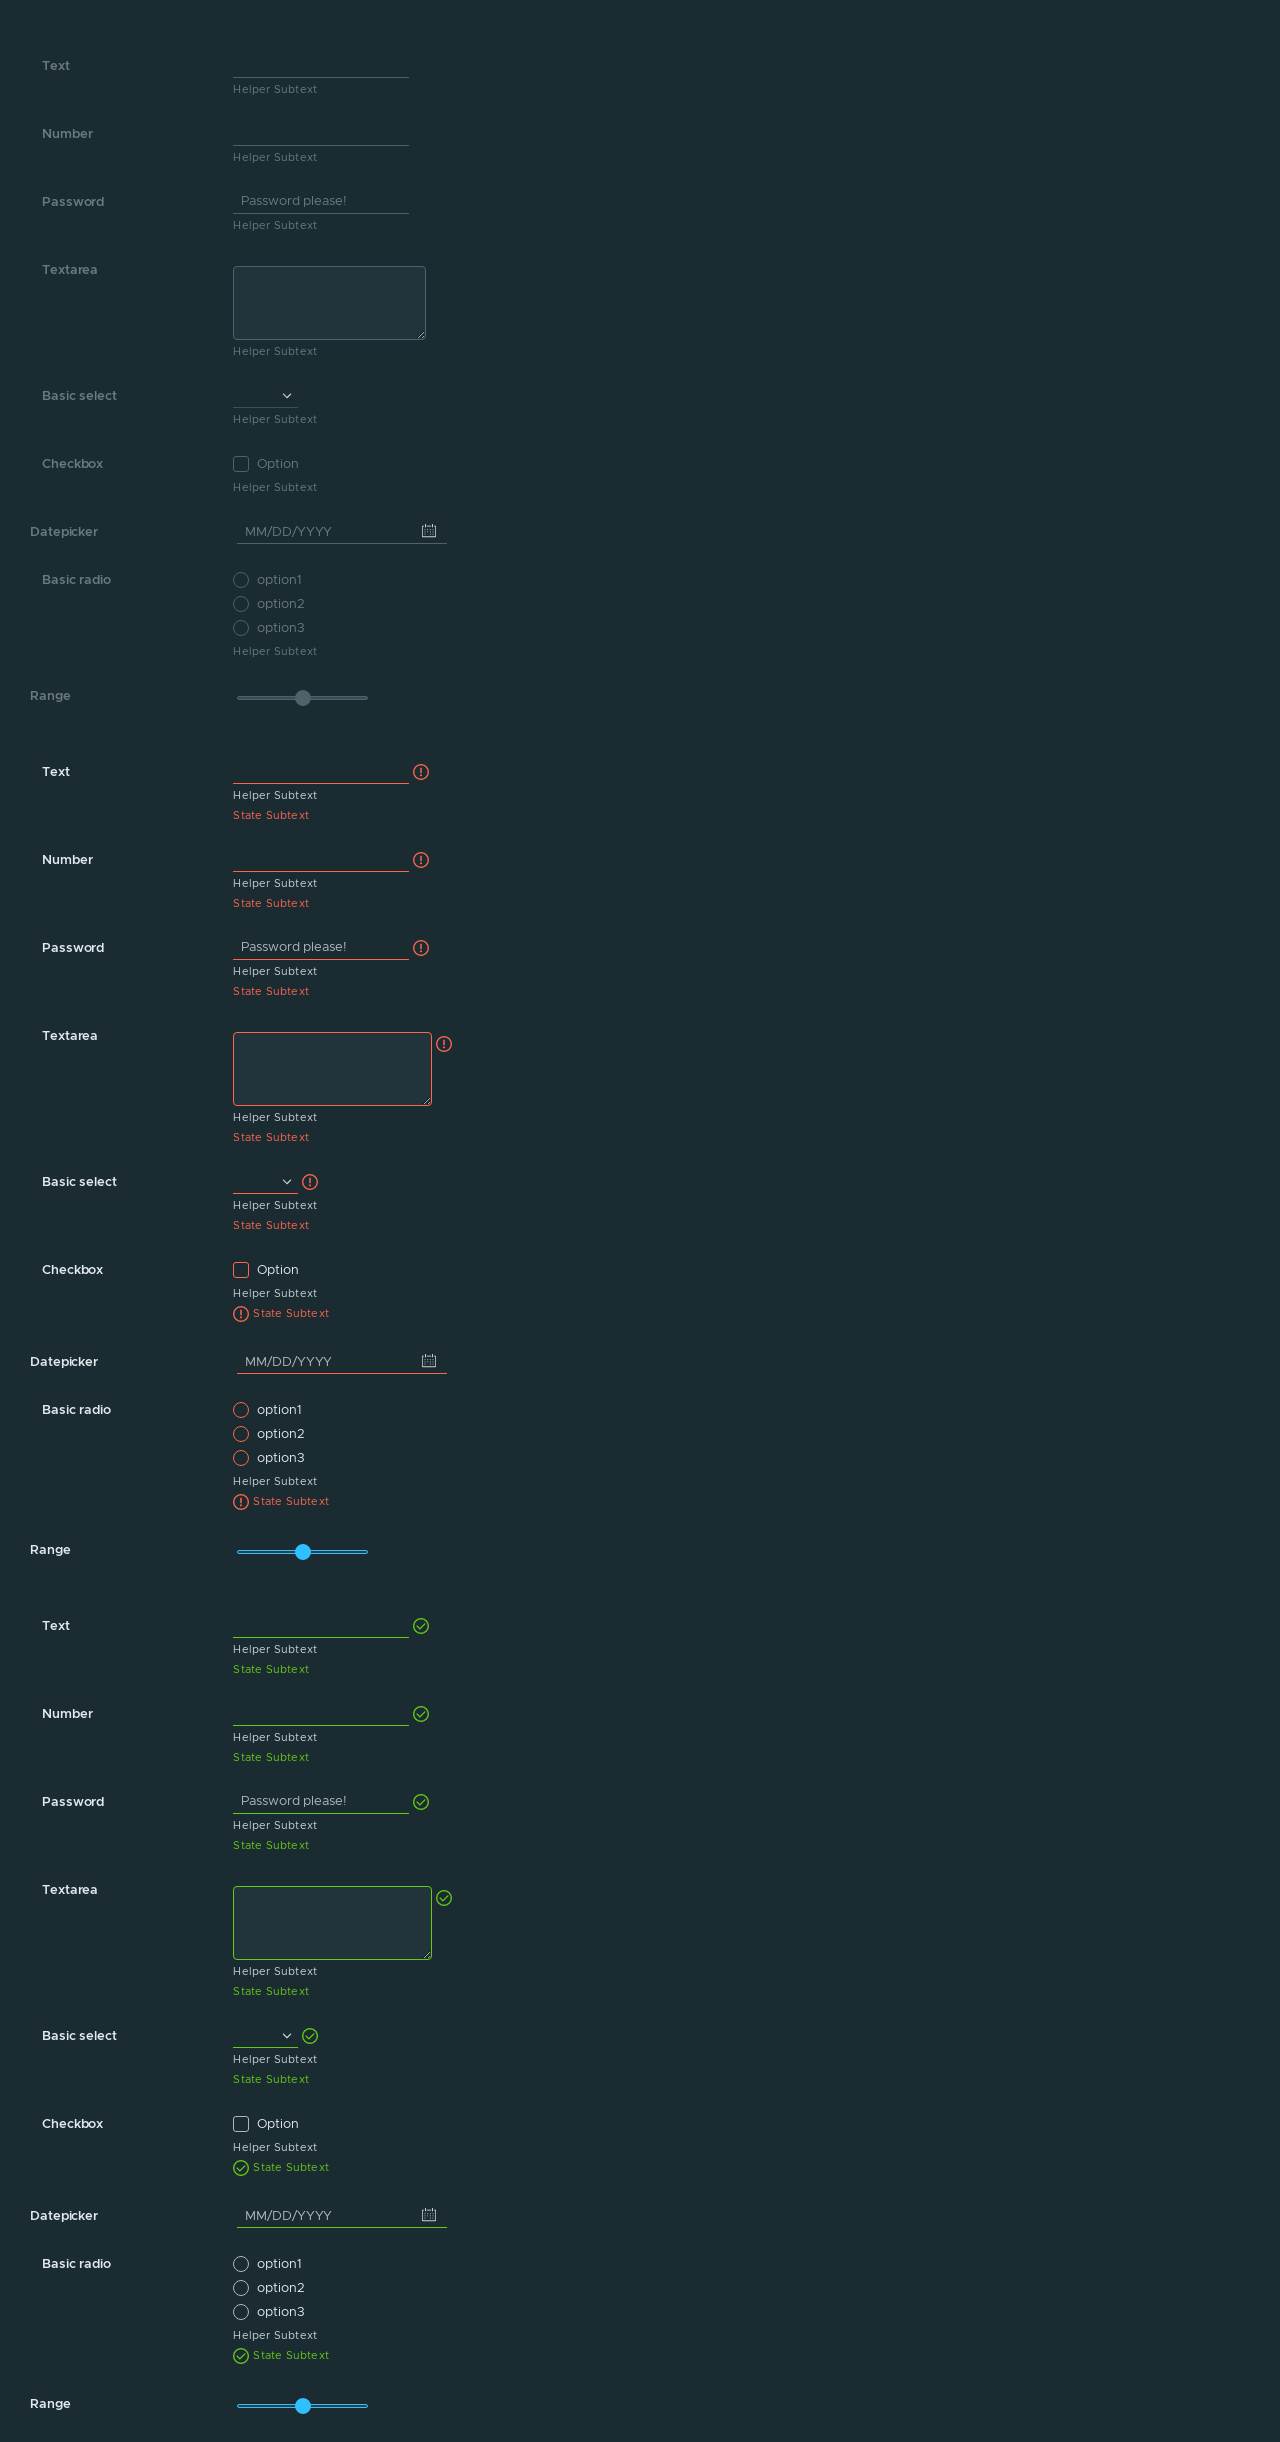 Text
Helper Subtext
Number
Helper Subtext
Password
Password please!
Helper Subtext
Textarea
Helper Subtext
Basic select
Helper Subtext
Checkbox
Option
Helper Subtext
Datepicker
MM/DD/YYYY
Basic radio
option1
option2
option3
Helper Subtext
Range
Text
Helper Subtext
State Subtext
Number
Helper Subtext
State Subtext
Password
Password please!
Helper Subtext
State Subtext
Textarea
Helper Subtext
State Subtext
Basic select
Helper Subtext
State Subtext
Checkbox
Option
Helper Subtext
State Subtext
Datepicker
MM/DD/YYYY
Basic radio
option1
option2
option3
Helper Subtext
State Subtext
Range
Text
Helper Subtext
State Subtext
Number
Helper Subtext
State Subtext
Password
Password please!
Helper Subtext
State Subtext
Textarea
Helper Subtext
State Subtext
Basic select
Helper Subtext
State Subtext
Checkbox
Option
Helper Subtext
State Subtext
Datepicker
MM/DD/YYYY
Basic radio
option1
option2
option3
Helper Subtext
State Subtext
Range